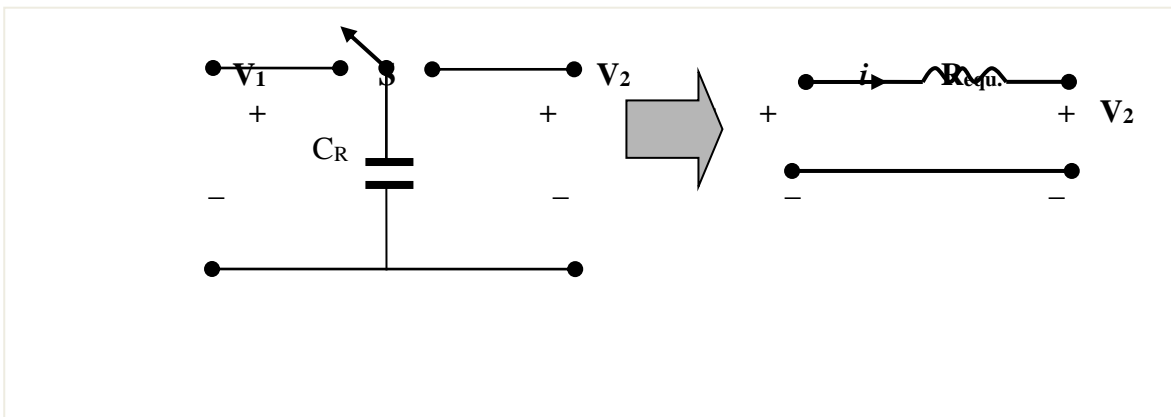 V1 S V2 i Requ.
+ + + + V2
CR
– – – –